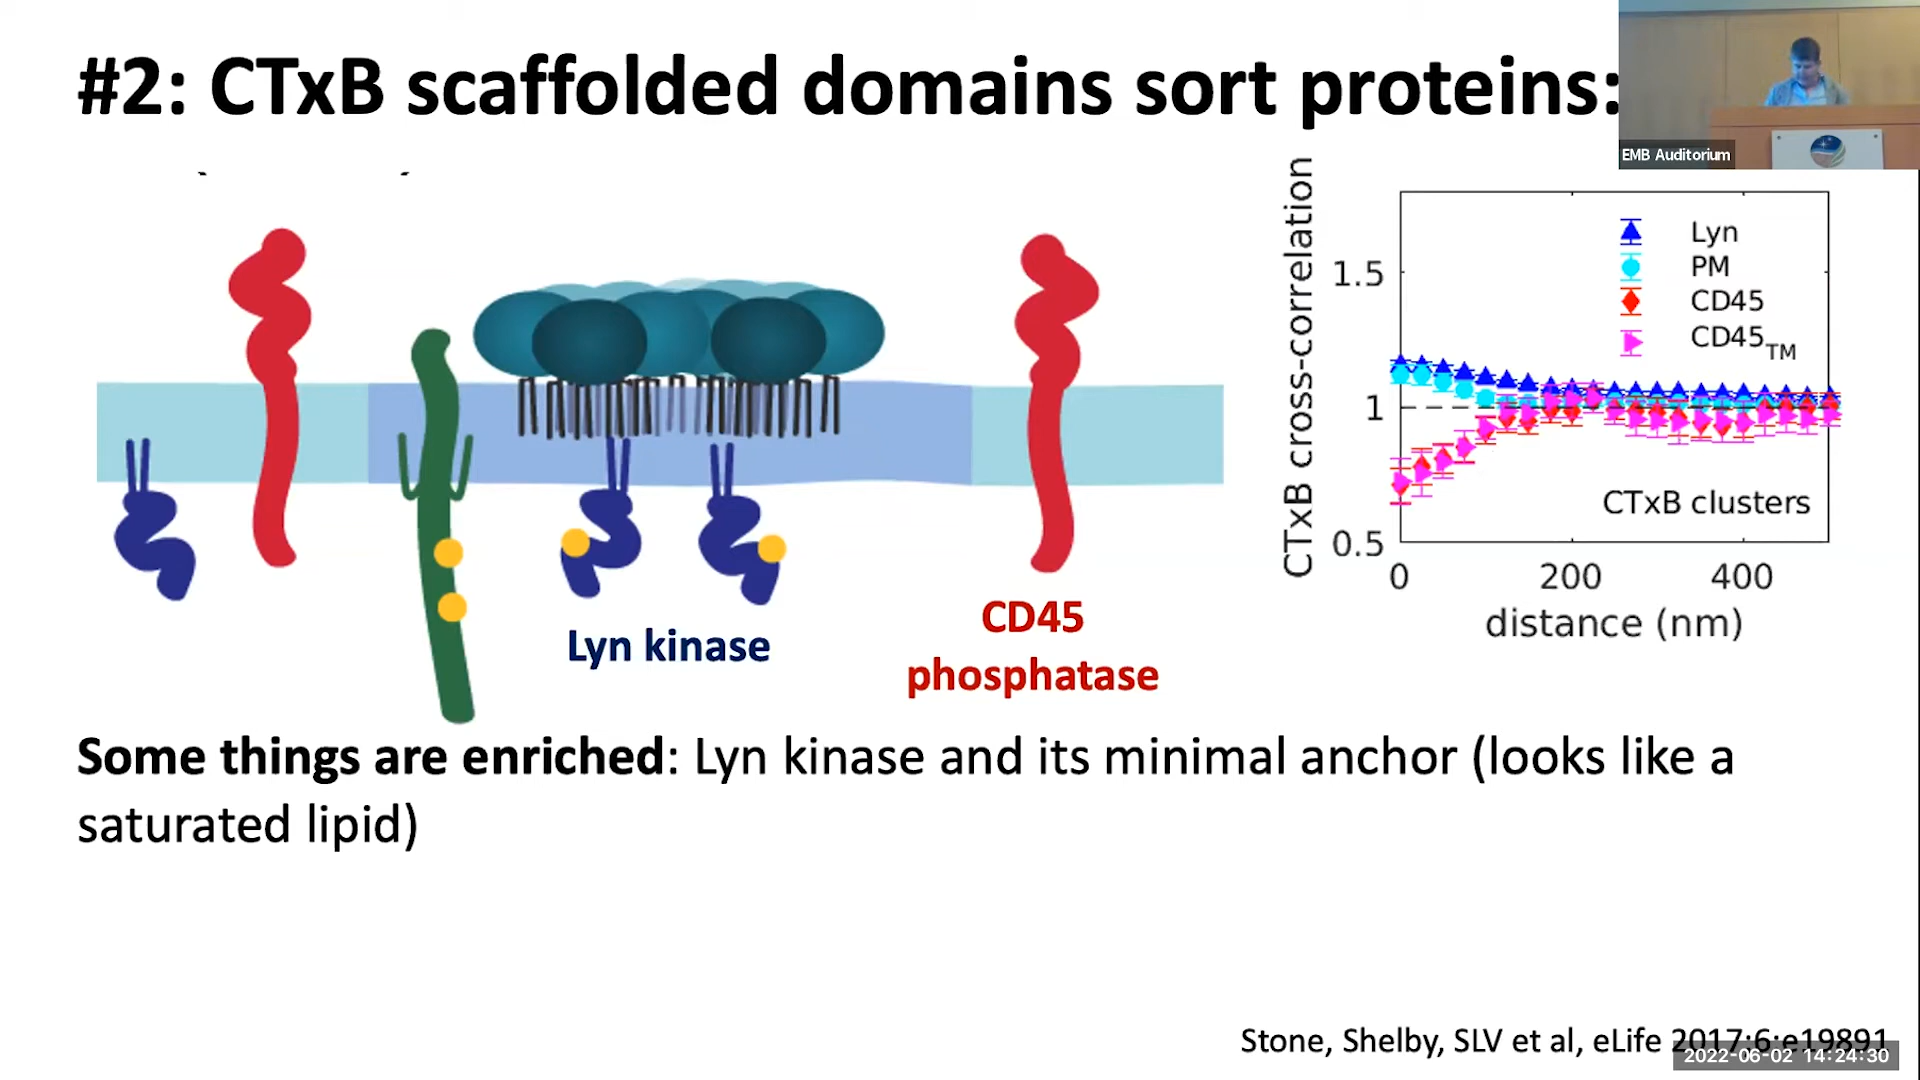 #2: CTxB scaffolded domains sort proteins:
EMB Auditorium
CTxB cross-correlation
1.5
1
0.5
Lyn
PM
CD45
CD45TM
CTxB clusters
0
200
400
distance (nm)
Lyn kinase
CD45
phosphatase
Some things are enriched: Lyn kinase and its minimal anchor (looks like a
saturated lipid)
Stone, Shelby, SLV et al, eLife 2017;6:e19891
2022-06-02 14:24:30